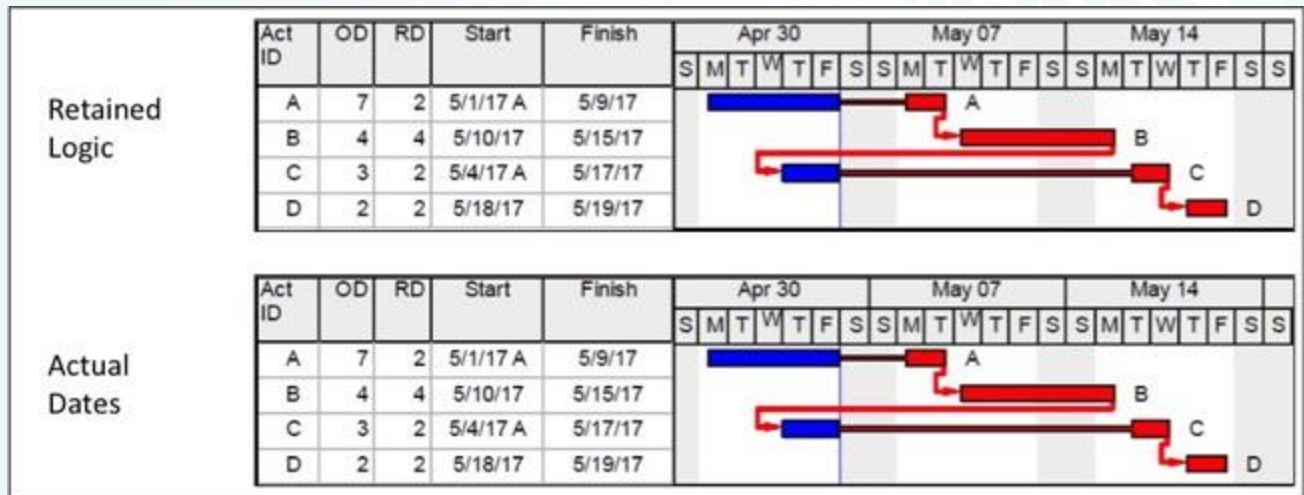 Retained Logic
Act ID OD RD Start Finish Apr 30 May 07 May 14
S M T W T F S S M T W T F S S M T W T F S S
A 7 2 5/1/17 A 5/9/17 A
B 4 4 5/10/17 5/15/17 B
C 3 2 5/4/17 A 5/17/17 C
D 2 2 5/18/17 5/19/17 D
Actual Dates
Act ID OD RD Start Finish Apr 30 May 07 May 14
S M T W T F S S M T W T F S S M T W T F S S
A 7 2 5/1/17 A 5/9/17 A
B 4 4 5/10/17 5/15/17 B
C 3 2 5/4/17 A 5/17/17 C
D 2 2 5/18/17 5/19/17 D